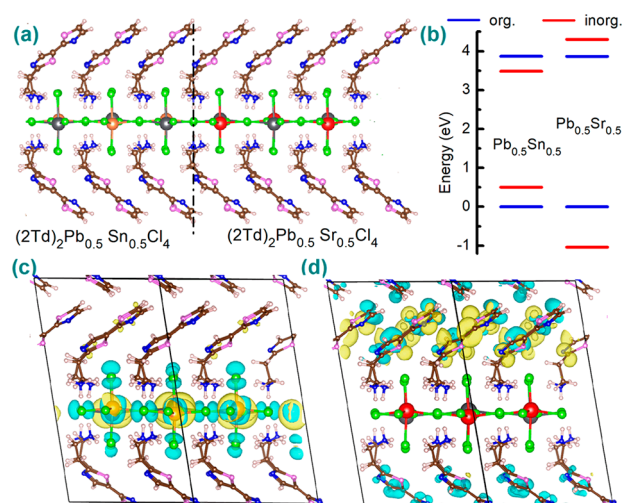 (a)
(b)
org.
inorg.
4
3
2
1
0
-1
Energy (eV)
Pb0.5Sn0.5
Pb0.5Sr0.5
(2Td)2Pb0.5 Sn0.5Cl4
(2Td)2Pb0.5 Sr0.5Cl4
(c)
(d)